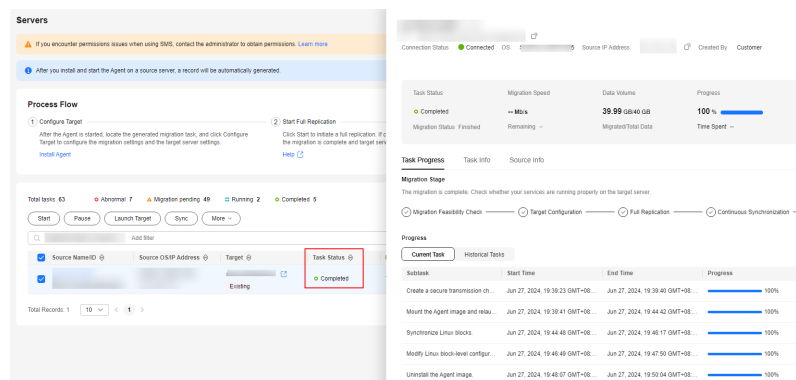 Servers
If you encounter permissions issues when using SMS, contact the administrator to obtain permissions. Learn more
After you install and start the Agent on a source server, a record will be automatically generated.
Process Flow
1 Configure Target
After the Agent is started, locate the generated migration task, and click Configure
Target to configure the migration settings and the target server settings.
Install Agent
2 Start Full Replication
Click Start to initiate a full replication. If c
the migration is complete and target serv
Help
Total tasks 63 Abnormal 7 Migration pending 49 Running 2 Completed 5
Start Pause Launch Target Sync More
Add filter
Source Name/ID Source OS/IP Address Target Task Status
Completed
Existing
Total Records: 1 10 < 1 >
Connection Status Connected OS Source IP Address Created By Customer
Task Status Migration Speed Data Volume Progress
Completed -- Mb/s 39.99 GB/40 GB 100 %
Migration Status Finished Remaining -- Migrated/Total Data Time Spent --
Task Progress Task Info Source Info
Migration Stage
The migration is complete. Check whether your services are running properly on the target server.
Migration Feasibility Check Target Configuration Full Replication Continuous Synchronization
Progress
Current Task Historical Tasks
Subtask Start Time End Time Progress
Create a secure transmission ch... Jun 27, 2024, 19:39:23 GMT+08:... Jun 27, 2024, 19:39:40 GMT+08:... 100%
Mount the Agent image and relau... Jun 27, 2024, 19:39:41 GMT+08:... Jun 27, 2024, 19:44:42 GMT+08:... 100%
Synchronize Linux blocks. Jun 27, 2024, 19:44:48 GMT+08:... Jun 27, 2024, 19:46:17 GMT+08:... 100%
Modify Linux block-level configur... Jun 27, 2024, 19:46:49 GMT+08:... Jun 27, 2024, 19:47:50 GMT+08:... 100%
Uninstall the Agent image. Jun 27, 2024, 19:48:07 GMT+08:... Jun 27, 2024, 19:50:04 GMT+08:... 100%